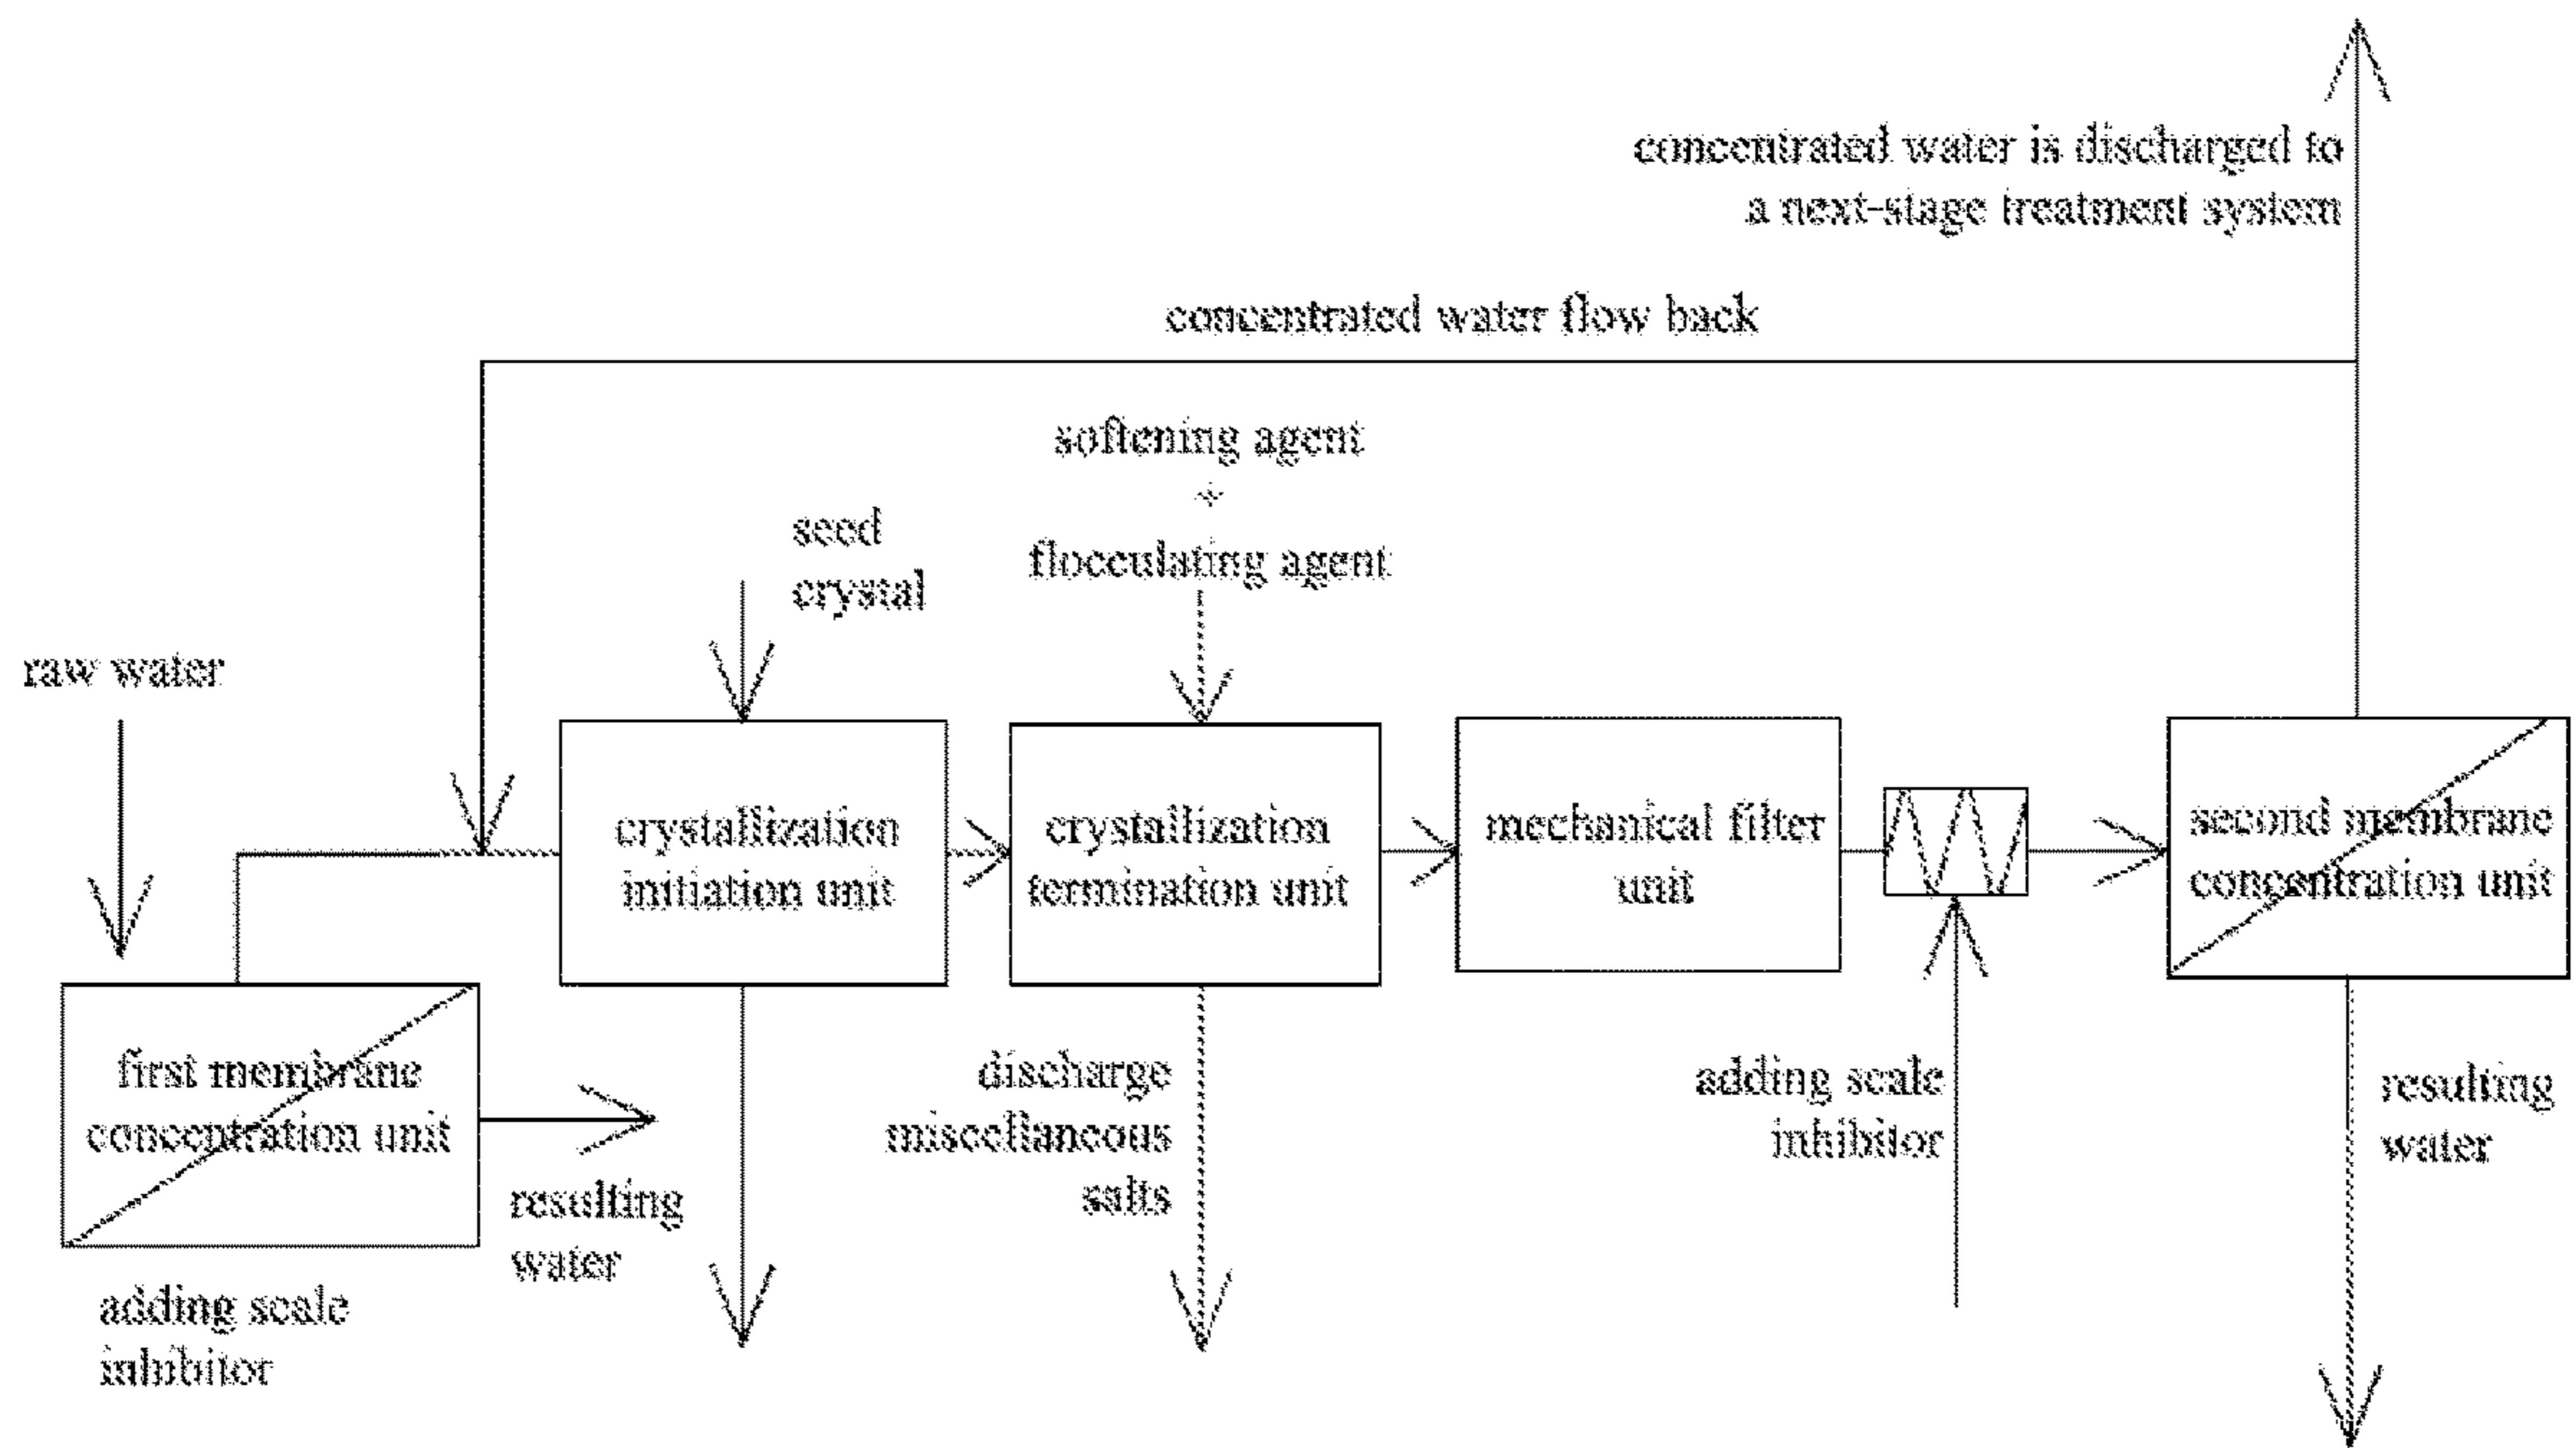 concentrated water is discharged to
a next-stage treatment system
concentrated water flow back
softening agent
+
flocculating agent
seed
crystal
raw water
crystallization
initiation unit
crystallization
termination unit
mechanical filter
unit
second membrane
concentration unit
first membrane
concentration unit
resulting
water
adding scale
inhibitor
discharge
miscellaneous
salts
adding scale
inhibitor
resulting
water